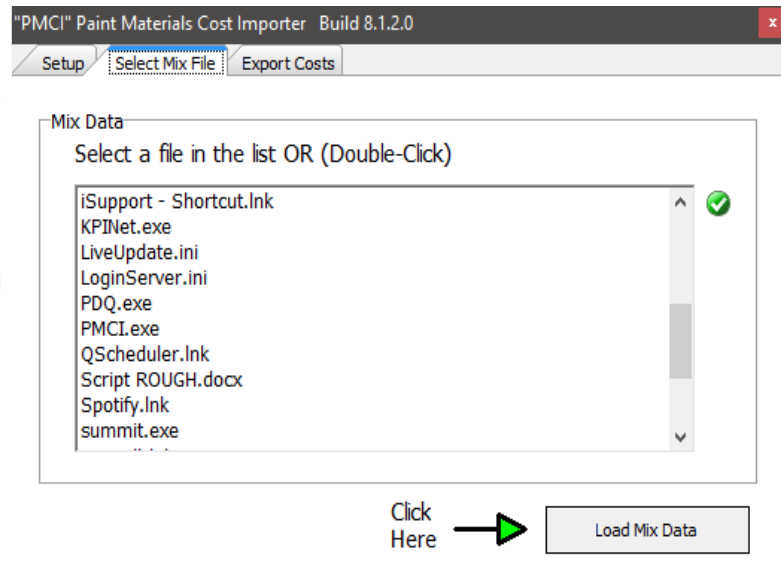 "PMCI" Paint Materials Cost Importer Build 8.1.2.0
x
Setup
Select Mix File
Export Costs
Mix Data
Select a file in the list OR (Double-Click)
iSupport - Shortcut.lnk
KPINet.exe
LiveUpdate.ini
LoginServer.ini
PDQ.exe
PMCI.exe
QScheduler.lnk
Script ROUGH.docx
Spotify.lnk
summit.exe
Click
Here
Load Mix Data